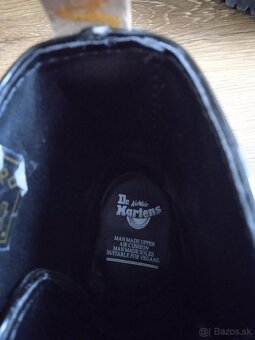 Dr.
AirWair
Martens
MAN MADE UPPER
AIR CUSHION
MAN MADE SOLES
SUITABLE FOR VEGANS
© Bazos.sk